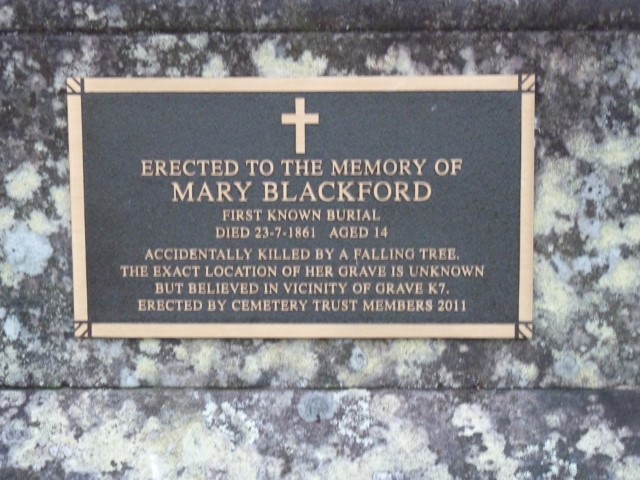 ERECTED TO THE MEMORY OF
MARY BLACKFORD
FIRST KNOWN BURIAL
DIED 23-7-1861 AGED 14
ACCIDENTALLY KILLED BY A FALLING TREE.
THE EXACT LOCATION OF HER GRAVE IS UNKNOWN
BUT BELIEVED IN VICINITY OF GRAVE K7.
ERECTED BY CEMETERY TRUST MEMBERS 2011